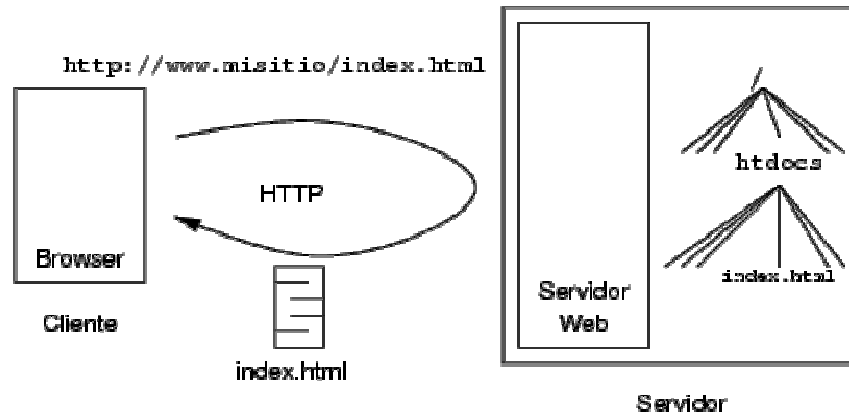 http://www.misitio/index.html
/
htdocs
HTTP
Browser
index.html
Servidor
Web
Cliente
index.html
Servidor